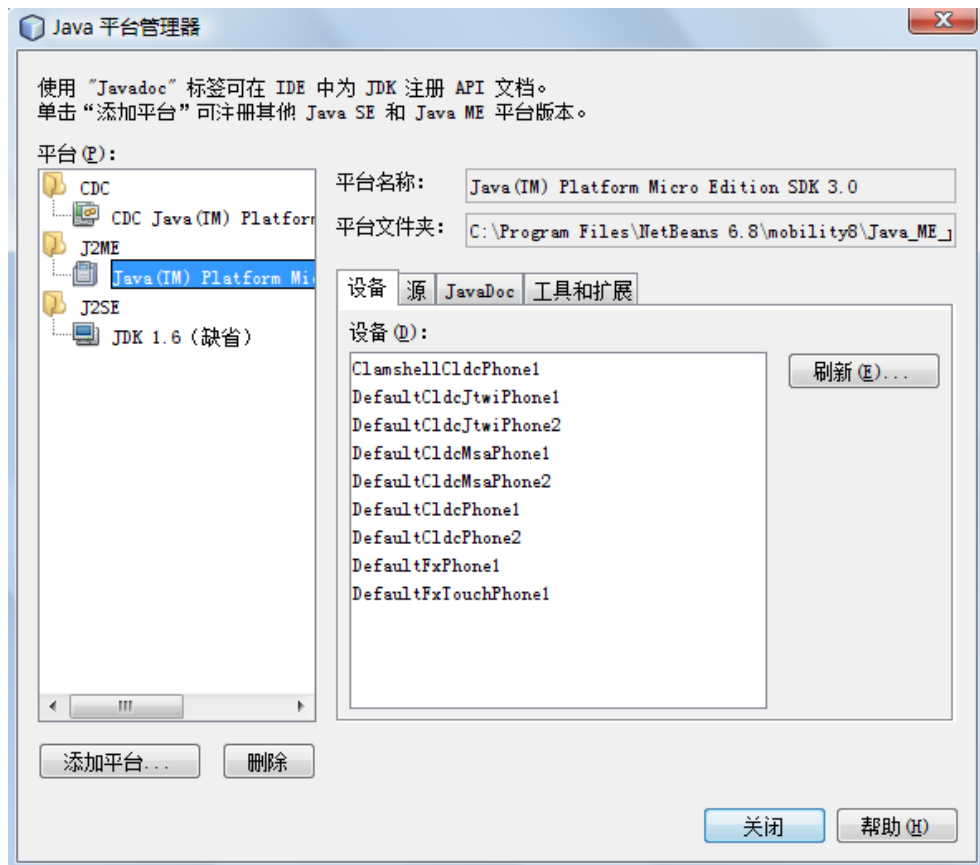 Java 平台管理器
使用 "Javadoc" 标签可在 IDE 中为 JDK 注册 API 文档。
单击“添加平台”可注册其他 Java SE 和 Java ME 平台版本。
平台(P):
CDC
CDC Java(TM) Platform
J2ME
Java(TM) Platform Mi
J2SE
JDK 1.6 (缺省)
添加平台...
删除
平台名称:
Java(TM) Platform Micro Edition SDK 3.0
平台文件夹:
C:\Program Files\NetBeans 6.8\mobility8\Java_ME_
设备
源
JavaDoc
工具和扩展
设备(D):
ClamshellCldcPhone1
DefaultCldcJtwiPhone1
DefaultCldcJtwiPhone2
DefaultCldcMsaPhone1
DefaultCldcMsaPhone2
DefaultCldcPhone1
DefaultCldcPhone2
DefaultFxPhone1
DefaultFxTouchPhone1
刷新(E)...
关闭
帮助(H)